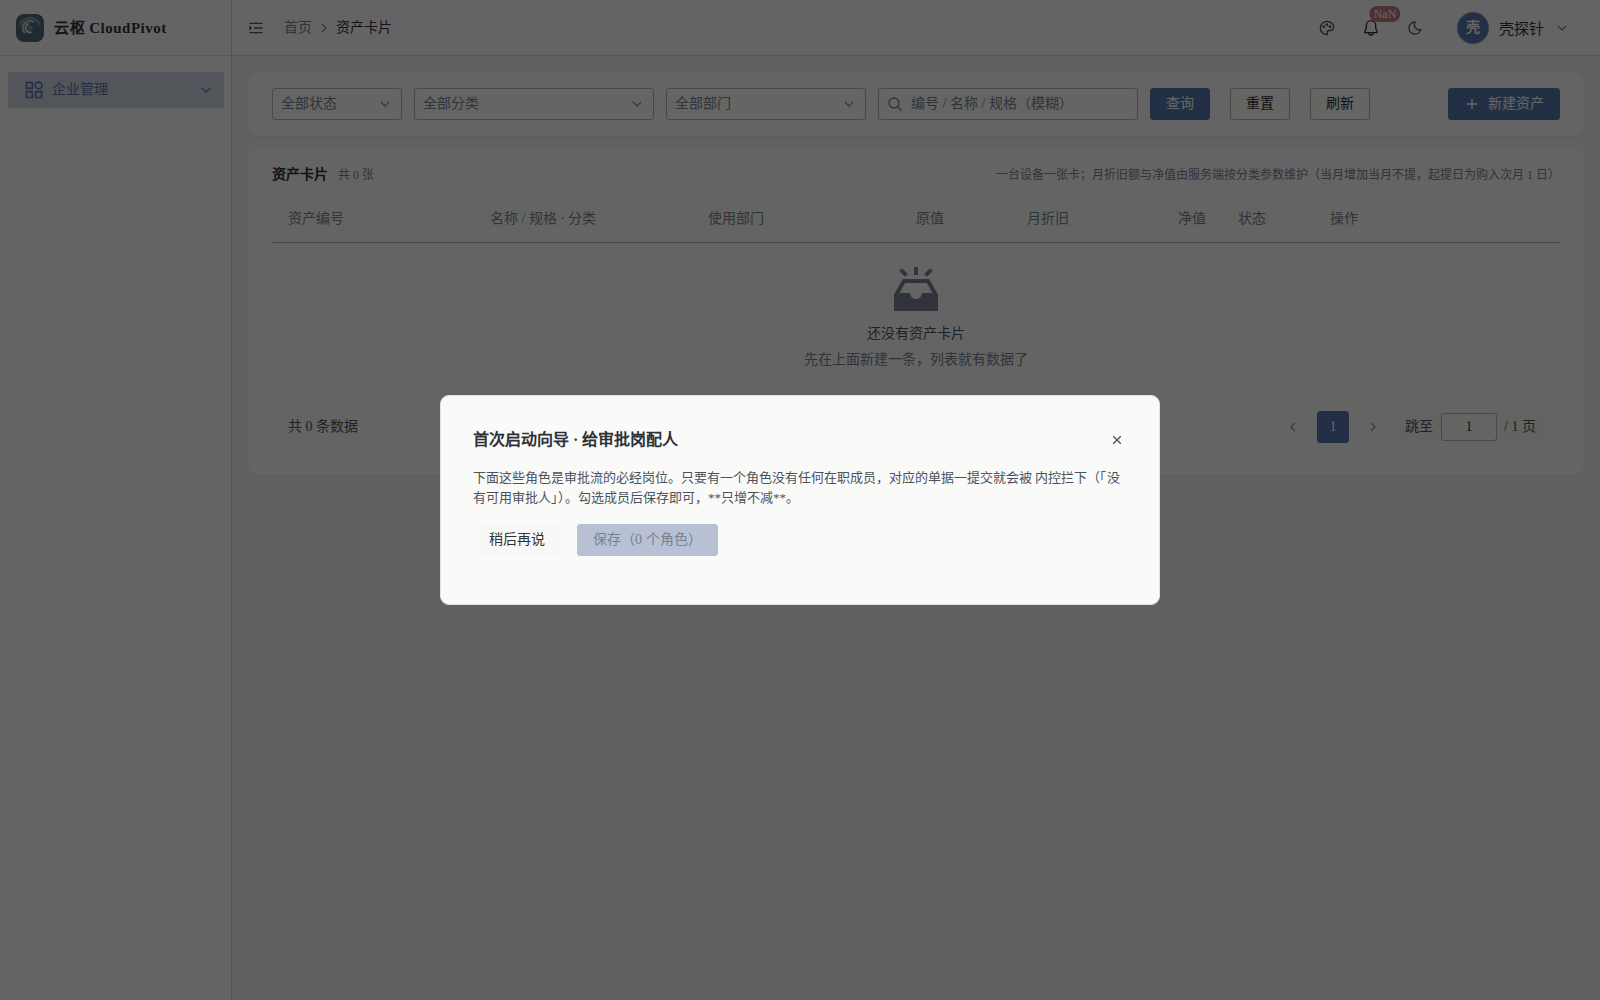 云枢 CloudPivot
首页 > 资产卡片
NaN
壳 壳探针
企业管理
全部状态 全部分类 全部部门 编号 / 名称 / 规格（模糊） 查询 重置 刷新 + 新建资产
资产卡片 共 0 张 一台设备一张卡；月折旧额与净值由服务端按分类参数维护（当月增加当月不提，起提日为购入次月 1 日）
资产编号 名称 / 规格 · 分类 使用部门 原值 月折旧 净值 状态 操作
还没有资产卡片
先在上面新建一条，列表就有数据了
共 0 条数据 1 跳至 1 / 1 页
首次启动向导 · 给审批岗配人
下面这些角色是审批流的必经岗位。只要有一个角色没有任何在职成员，对应的单据一提交就会被 内控拦下（「没
有可用审批人」）。勾选成员后保存即可，**只增不减**。
稍后再说 保存（0 个角色）